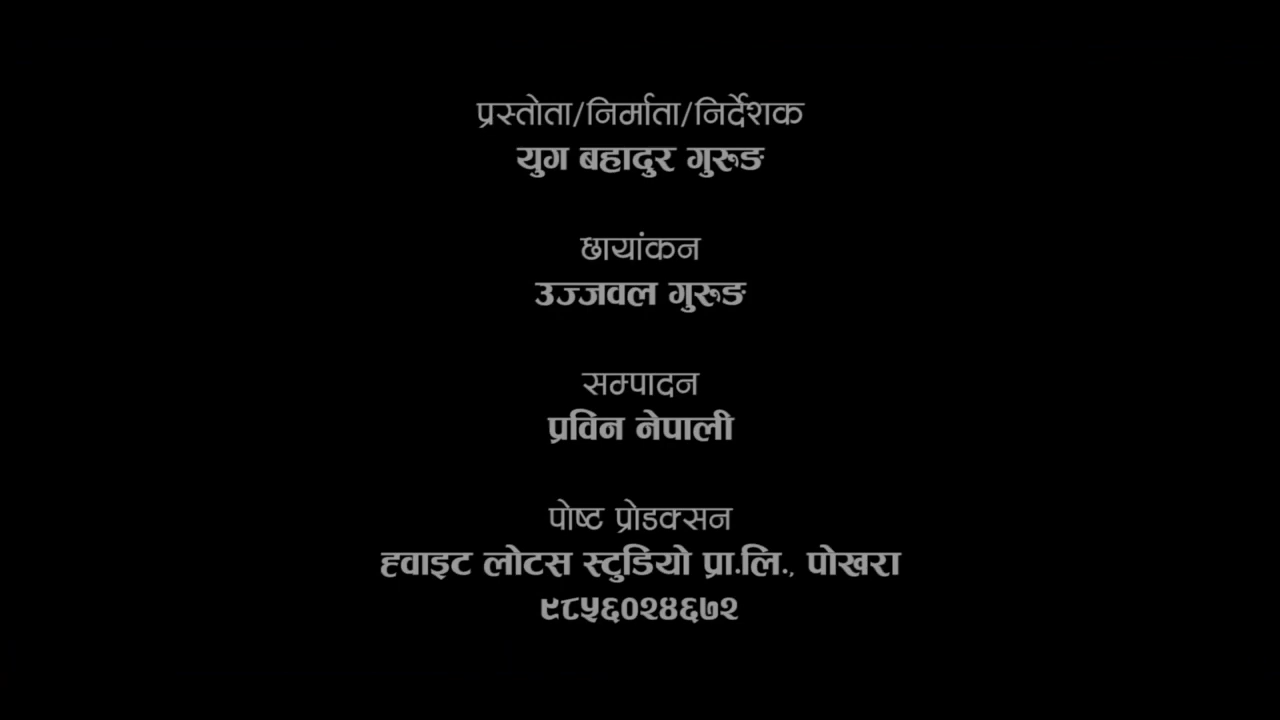 प्रस्तोता/निर्माता/निर्देशक
युग बहादुर गुरुङ
छायांकन
उज्जवल गुरुङ
सम्पादन
प्रविन नेपाली
पोष्ट प्रोडक्सन
ह्वाइट लोटस स्टुडियो प्रा.लि., पोखरा
९८५६०२४६७२